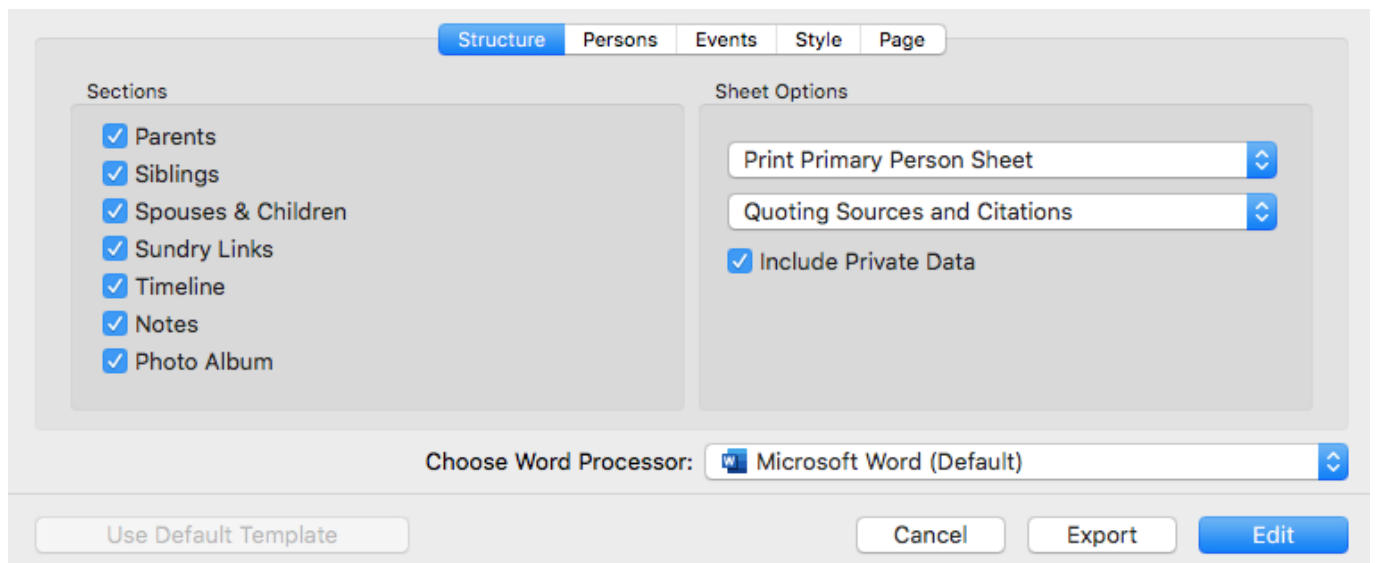 Structure Persons Events Style Page
Sections
Parents
Siblings
Spouses & Children
Sundry Links
Timeline
Notes
Photo Album
Sheet Options
Print Primary Person Sheet
Quoting Sources and Citations
Include Private Data
Choose Word Processor: Microsoft Word (Default)
Use Default Template Cancel Export Edit